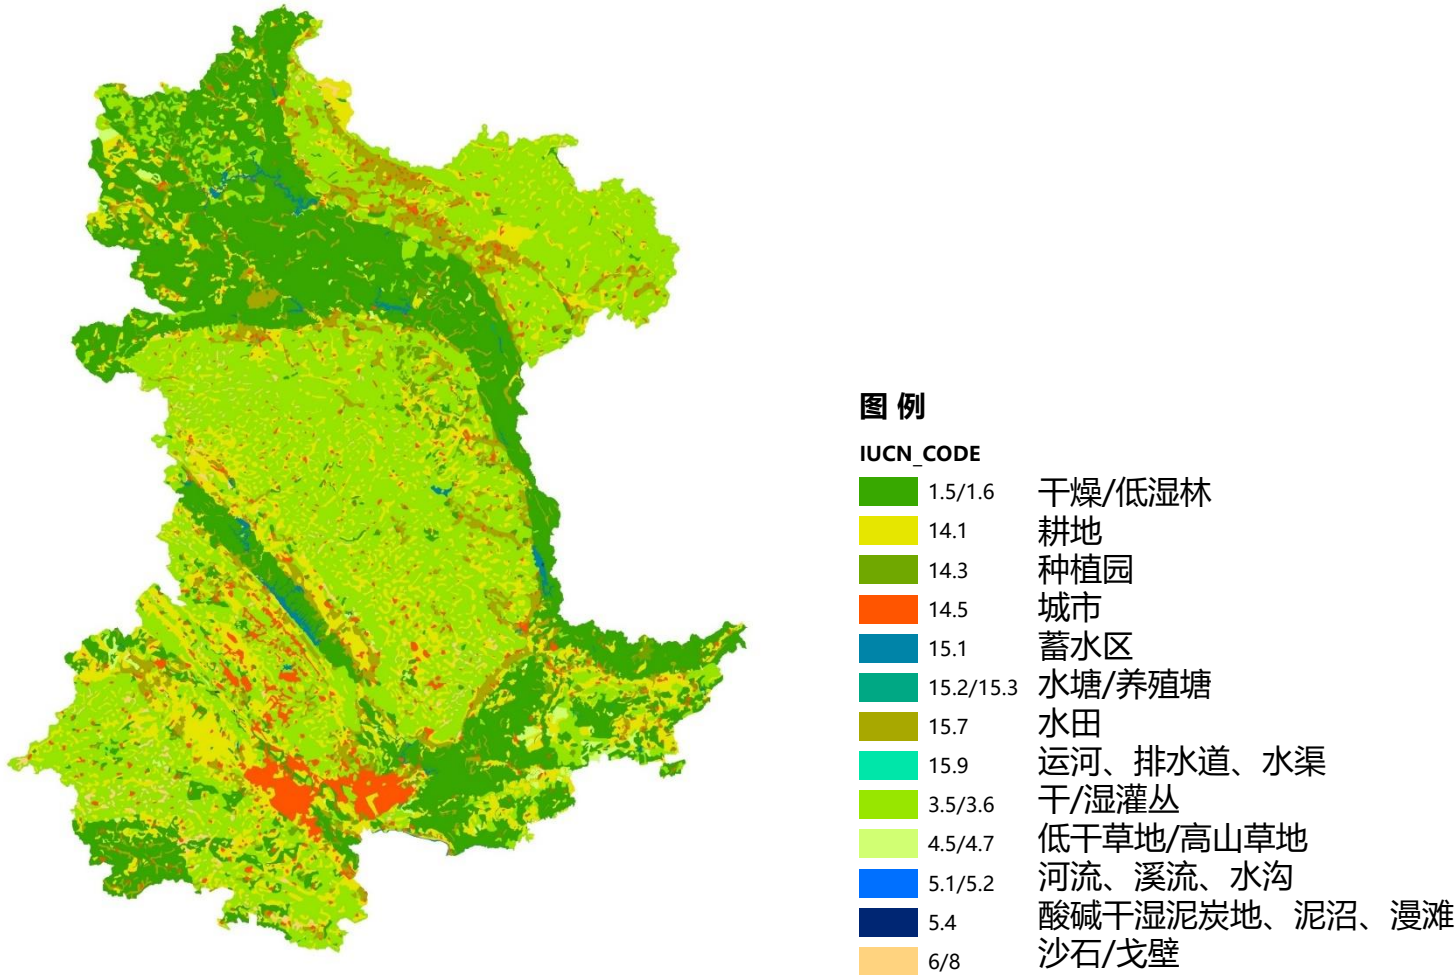 图 例
IUCN_CODE
1.5/1.6 干燥/低湿林
14.1 耕地
14.3 种植园
14.5 城市
15.1 蓄水区
15.2/15.3 水塘/养殖塘
15.7 水田
15.9 运河、排水道、水渠
3.5/3.6 干/湿灌丛
4.5/4.7 低干草地/高山草地
5.1/5.2 河流、溪流、水沟
5.4 酸碱干湿泥炭地、泥沼、漫滩
6/8 沙石/戈壁